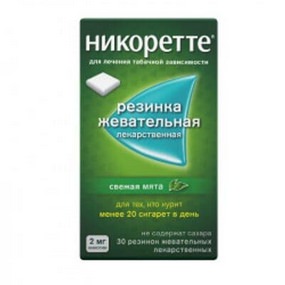 никоретте®
для лечения табачной зависимости
резинка
жевательная
лекарственная
свежая мята
для тех, кто курит
менее 20 сигарет в день
2 мг
не содержат сахара
30 резинок жевательных
лекарственных